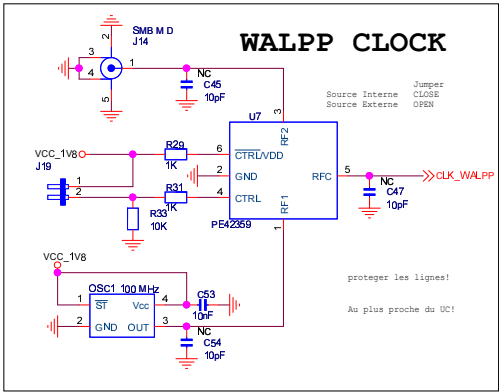 SMB M D
J14
WALPP CLOCK
2
3
4
1
5
NC
C45
10pF
Jumper
Source Interne CLOSE
Source Externe OPEN
U7
3
RF2
VCC_1V8
R29
1K
6
CTRL/VDD
J19
2
GND
RFC
5
NC
CLK_WALPP
1
2
R31
1K
4
CTRL
RF1
C47
10pF
R33
10K
PE42359
1
VCC_1V8
OSC1 100 MHz
C53
10nF
1
ST
Vcc
4
2
GND
OUT
3
NC
C54
10pF
proteger les lignes!
Au plus proche du UC!